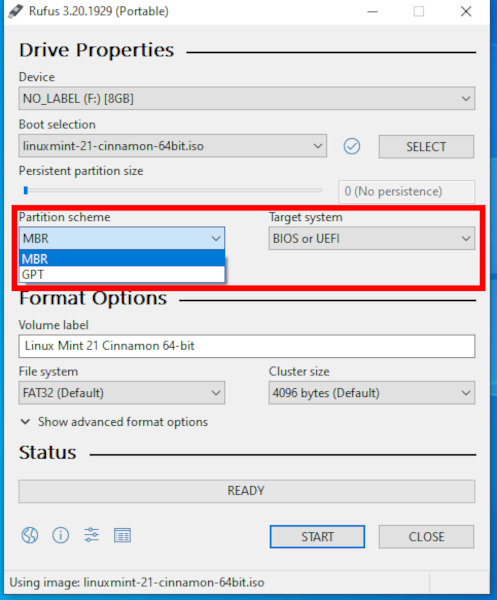 Rufus 3.20.1929 (Portable)
Drive Properties
Device
NO_LABEL (F:) [8GB]
Boot selection
linuxmint-21-cinnamon-64bit.iso
SELECT
Persistent partition size
0 (No persistence)
Partition scheme
Target system
MBR
BIOS or UEFI
MBR
GPT
Format Options
Volume label
Linux Mint 21 Cinnamon 64-bit
File system
Cluster size
FAT32 (Default)
4096 bytes (Default)
Show advanced format options
Status
READY
START
CLOSE
Using image: linuxmint-21-cinnamon-64bit.iso